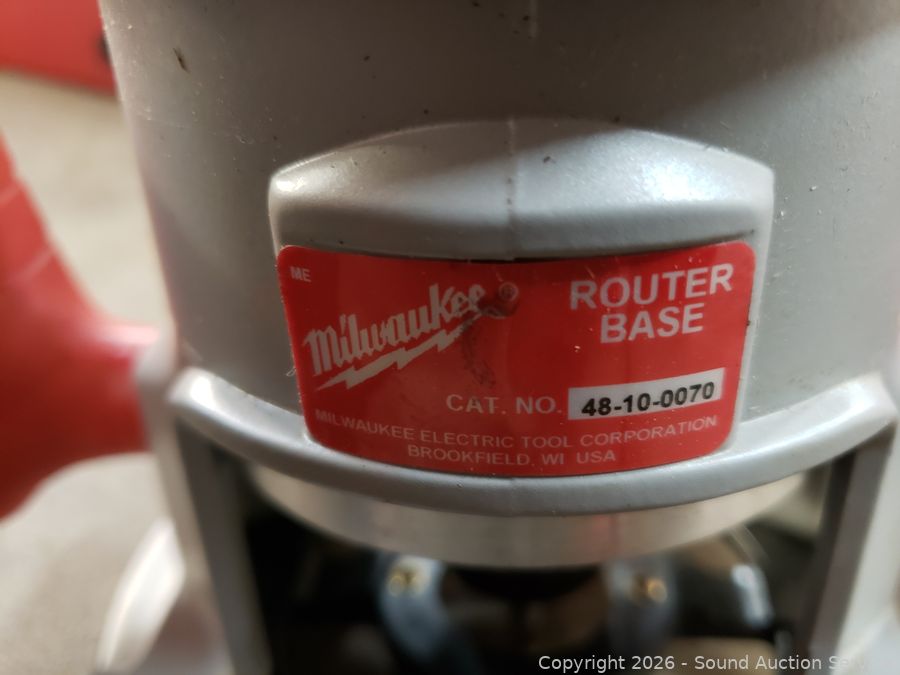 ME
Milwaukee®
ROUTER
BASE
CAT. NO. 48-10-0070
MILWAUKEE ELECTRIC TOOL CORPORATION
BROOKFIELD, WI USA
Copyright 2026 - Sound Auction Service